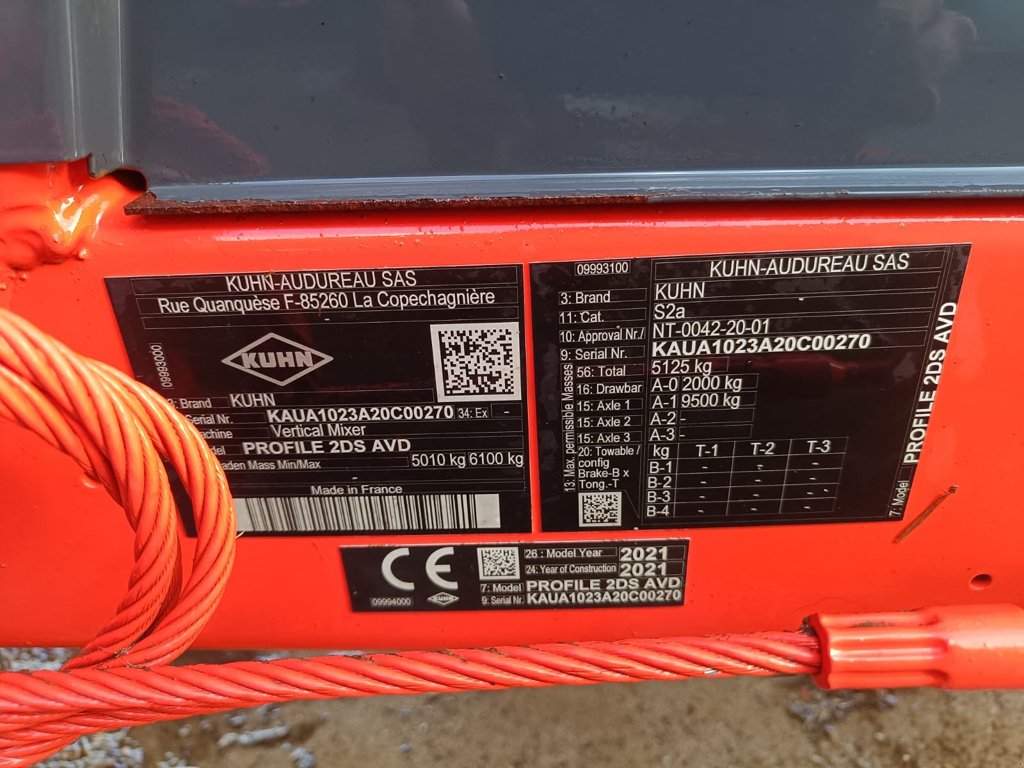 KUHN-AUDUREAU SAS
Rue Quanquèse F-85260 La Copechagnière
09993000
KUHN
3: Brand KUHN
Serial Nr. KAUA1023A20C00270 34: Ex -
Vertical Mixer
PROFILE 2DS AVD
Mass Min/Max 5010 kg 6100 kg
Made in France
09993100 KUHN-AUDUREAU SAS
3: Brand KUHN
11: Cat. S2a
10: Approval Nr./ NT-0042-20-01
9: Serial Nr. KAUA1023A20C00270
13: Max. permissible Masses
56: Total 5125 kg
16: Drawbar A-0 2000 kg
15: Axle 1 A-1 9500 kg
15: Axle 2 A-2 -
15: Axle 3 A-3 -
20: Towable / config Brake-B x Tong.-T
kg T-1 T-2 T-3
B-1 - - -
B-2 - - -
B-3 - - -
B-4 - - -
7: Model PROFILE 2DS AVD
CE
09994000
KUHN
26: Model Year 2021
24: Year of Construction 2021
7: Model PROFILE 2DS AVD
9: Serial Nr. KAUA1023A20C00270